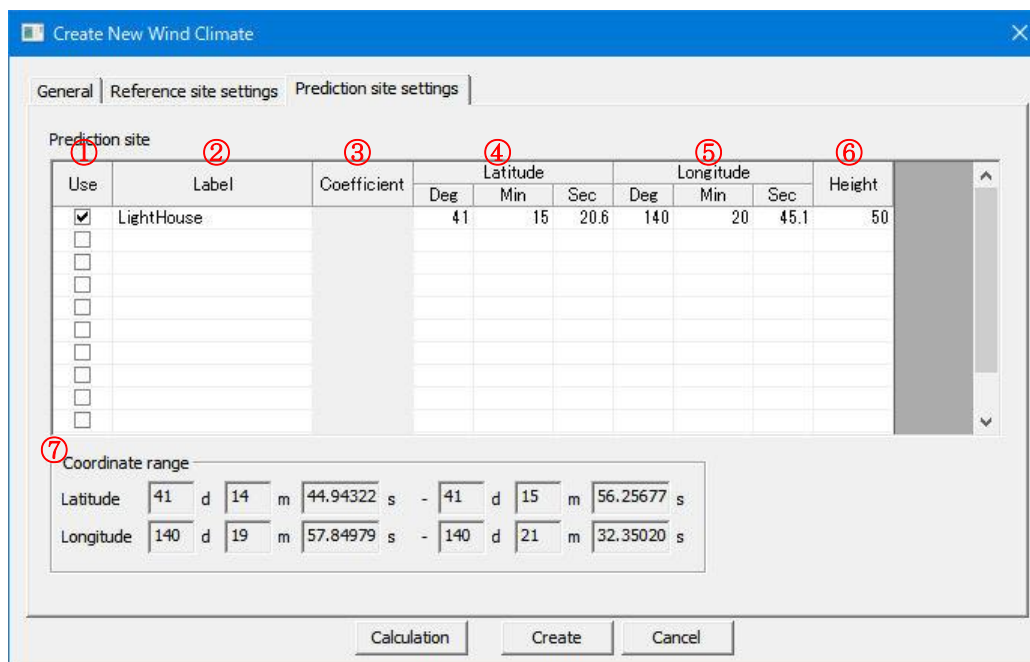 Create New Wind Climate
General Reference site settings Prediction site settings
Prediction site
① ② ③ ④ ⑤ ⑥
Use Label Coefficient Latitude Longitude Height
Deg Min Sec Deg Min Sec
LightHouse 41 15 20.6 140 20 45.1 50
⑦
Coordinate range
Latitude 41 d 14 m 44.94322 s - 41 d 15 m 56.25677 s
Longitude 140 d 19 m 57.84979 s - 140 d 21 m 32.35020 s
Calculation Create Cancel